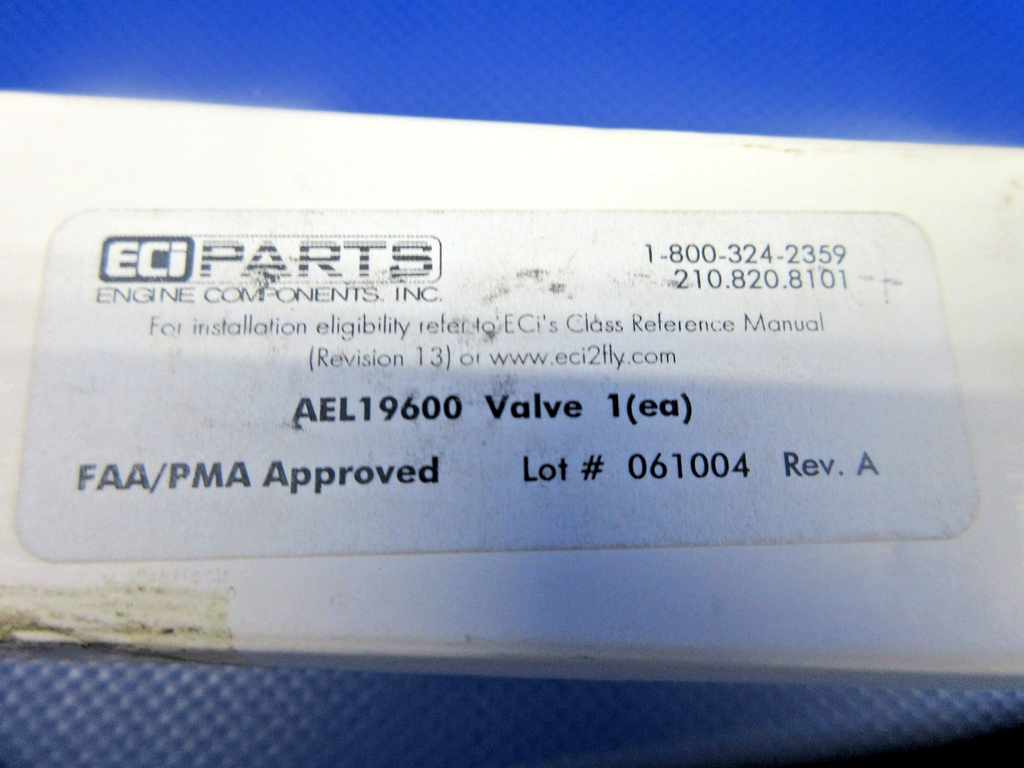 ECi PARTS
ENGINE COMPONENTS, INC.
1-800-324-2359
210.820.8101
For installation eligibility refer to ECi's Class Reference Manual
(Revision 13) or www.eci2fly.com
AEL19600 Valve 1(ea)
FAA/PMA Approved Lot # 061004 Rev. A